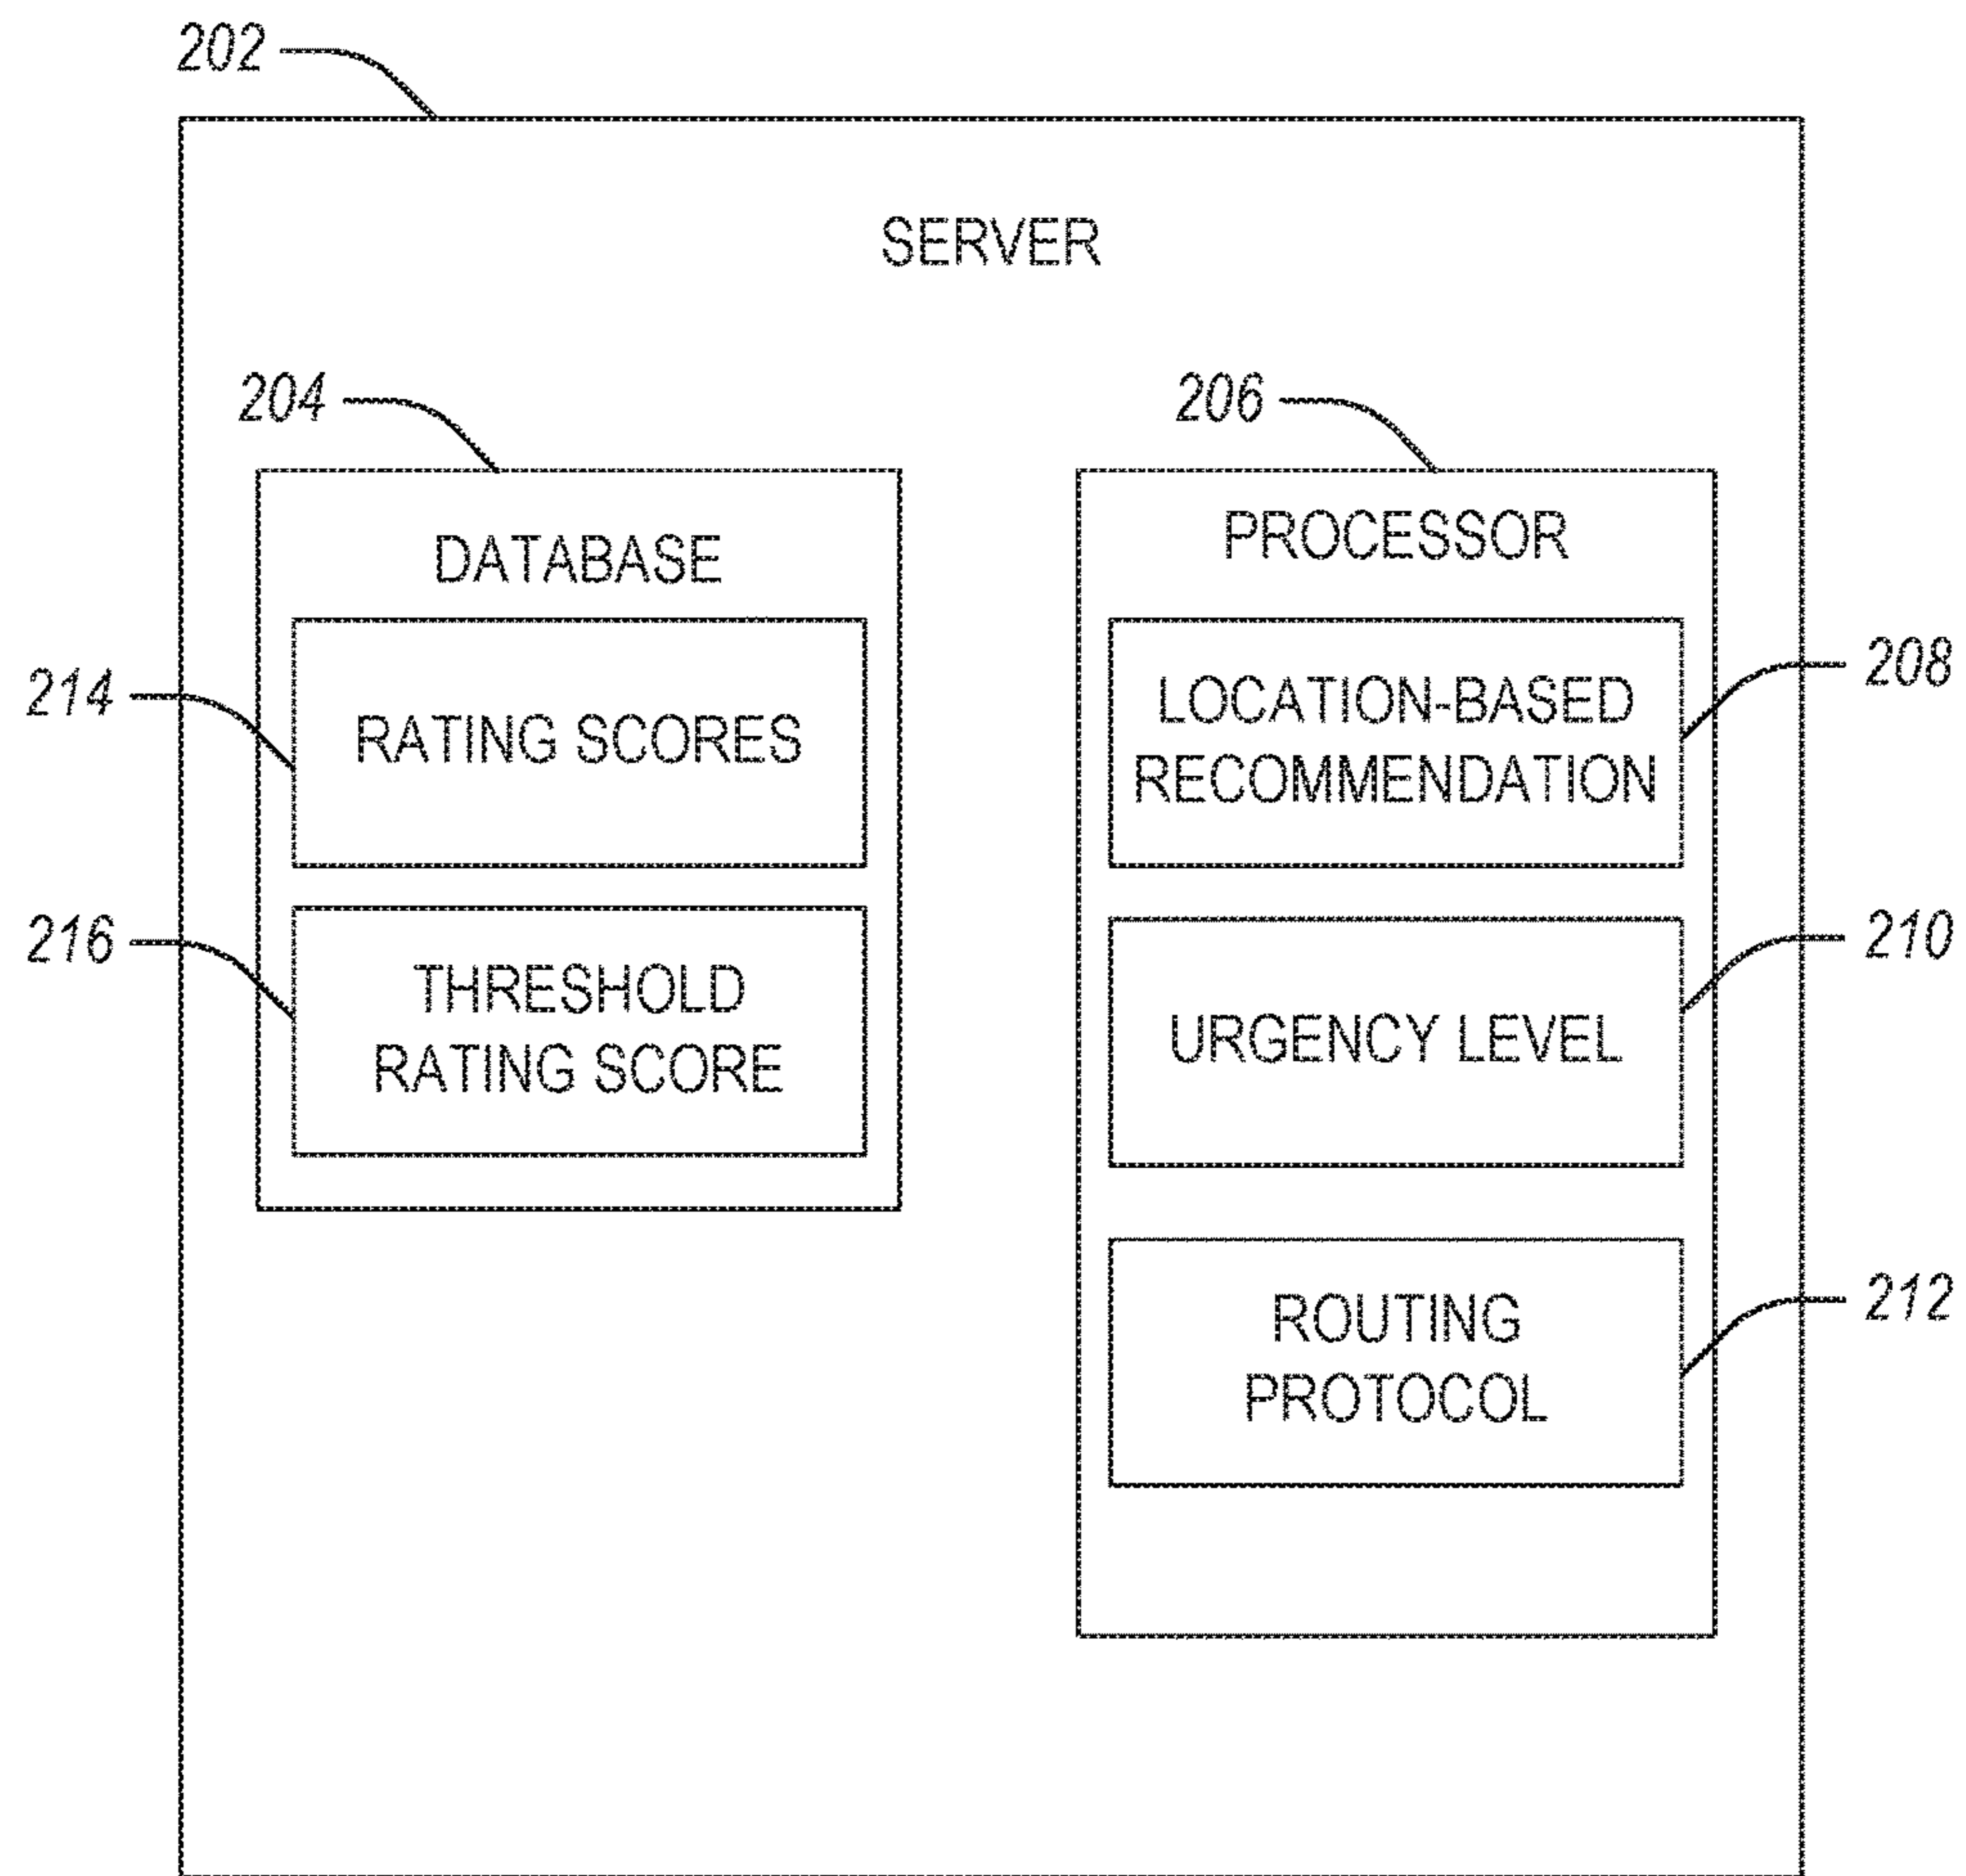 202
SERVER
204
206
DATABASE
PROCESSOR
214
RATING SCORES
LOCATION-BASED
RECOMMENDATION
208
216
THRESHOLD
RATING SCORE
URGENCY LEVEL
210
ROUTING
PROTOCOL
212